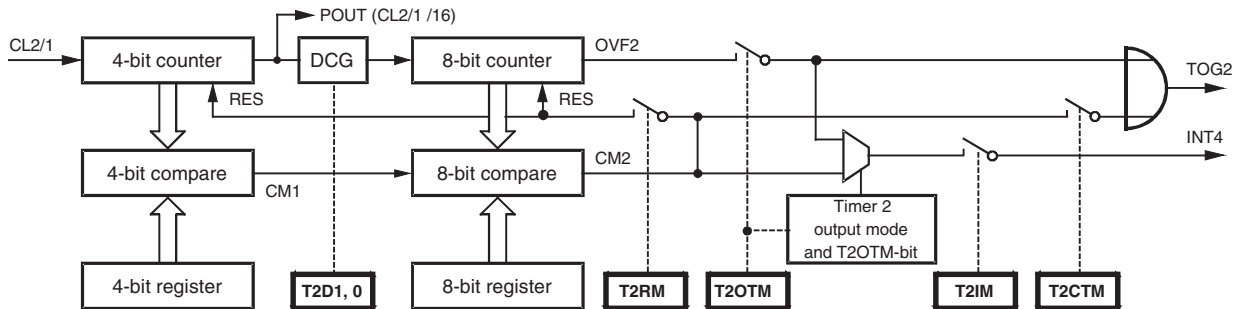 POUT (CL2/1 /16)
CL2/1
4-bit counter
DCG
8-bit counter
OVF2
TOG2
RES
RES
4-bit compare
CM1
8-bit compare
CM2
INT4
Timer 2
output mode
and T2OTM-bit
4-bit register
T2D1, 0
8-bit register
T2RM
T2OTM
T2IM
T2CTM